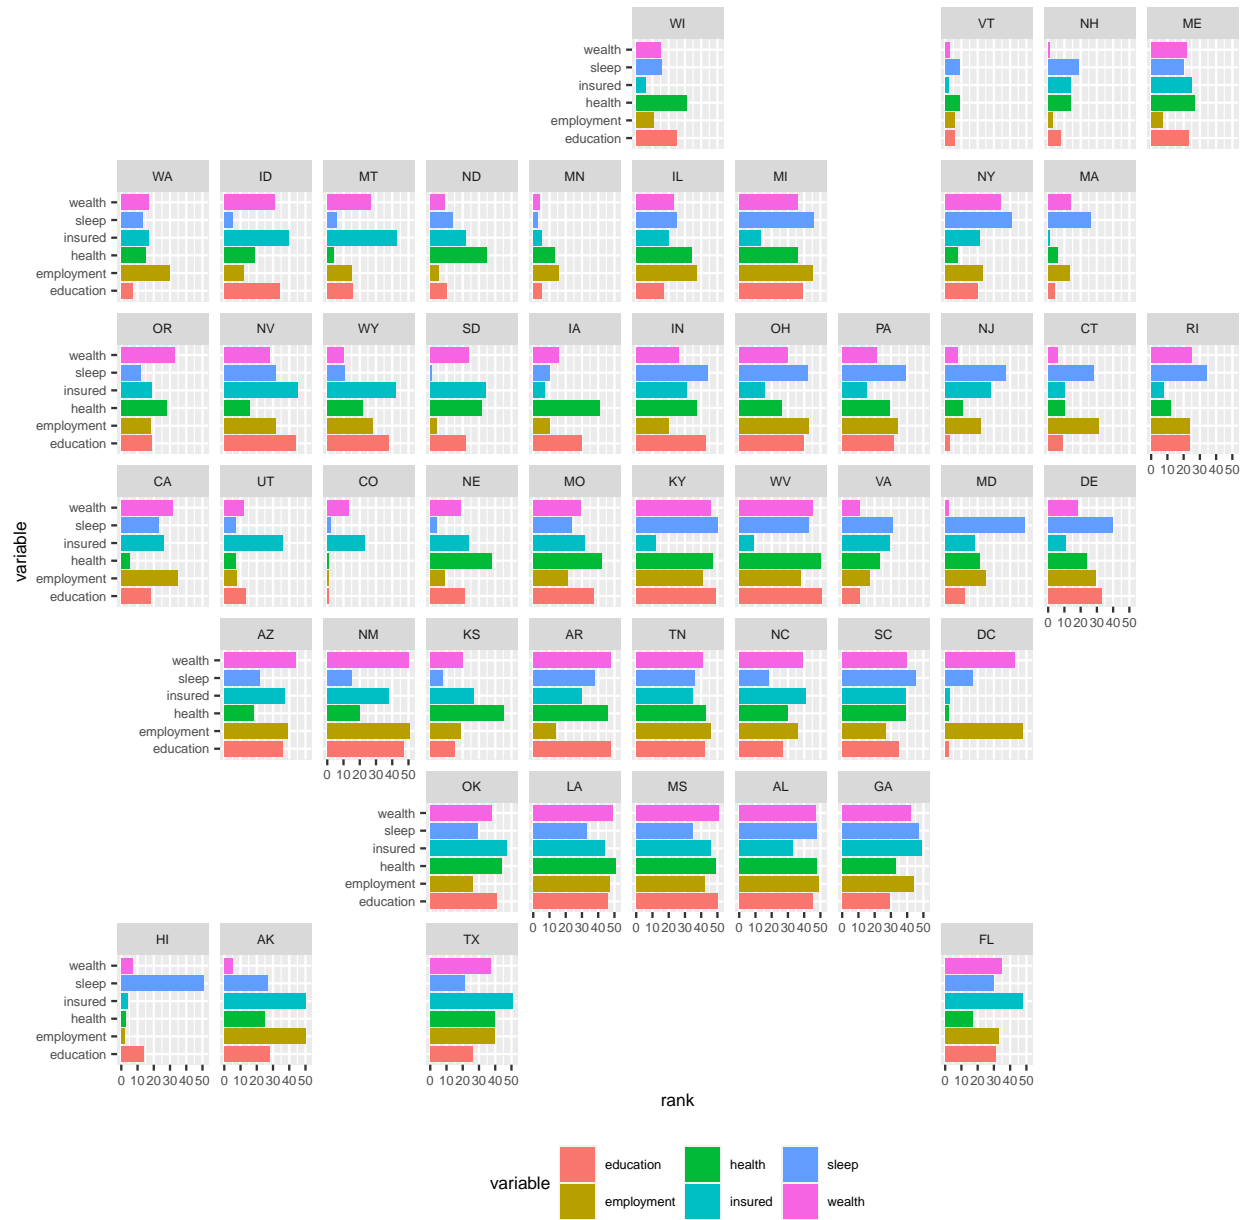 WI VT NH ME
wealth
sleep
insured
health
employment
education
WA ID MT ND MN IL MI NY MA
wealth
sleep
insured
health
employment
education
OR NV WY SD IA IN OH PA NJ CT RI
wealth
sleep
insured
health
employment
education
0 10 20 30 40 50
CA UT CO NE MO KY WV VA MD DE
wealth
sleep
insured
health
employment
education
0 10 20 30 40 50
variable
AZ NM KS AR TN NC SC DC
wealth
sleep
insured
health
employment
education
0 10 20 30 40 50
OK LA MS AL GA
wealth
sleep
insured
health
employment
education
0 10 20 30 40 50 0 10 20 30 40 50 0 10 20 30 40 50 0 10 20 30 40 50
HI AK TX FL
wealth
sleep
insured
health
employment
education
0 10 20 30 40 50 0 10 20 30 40 50 0 10 20 30 40 50 0 10 20 30 40 50
rank
variable
education health sleep
employment insured wealth